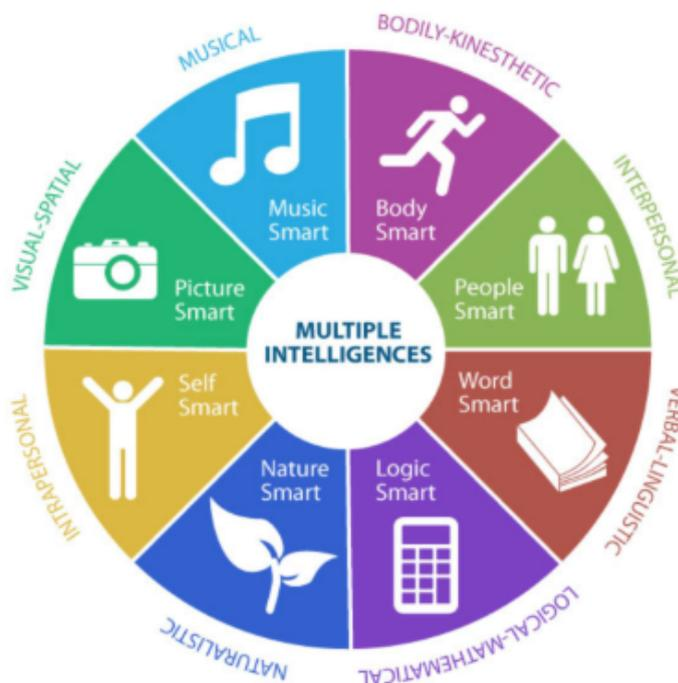 MUSICAL
BODILY-KINESTHETIC
INTERPERSONAL
VERBAL-LINGUISTIC
LOGICAL-MATHEMATICAL
NATURALISTIC
INTRAPERSONAL
VISUAL-SPATIAL
Music
Smart
Body
Smart
People
Smart
Word
Smart
Logic
Smart
Nature
Smart
Self
Smart
Picture
Smart
MULTIPLE
INTELLIGENCES